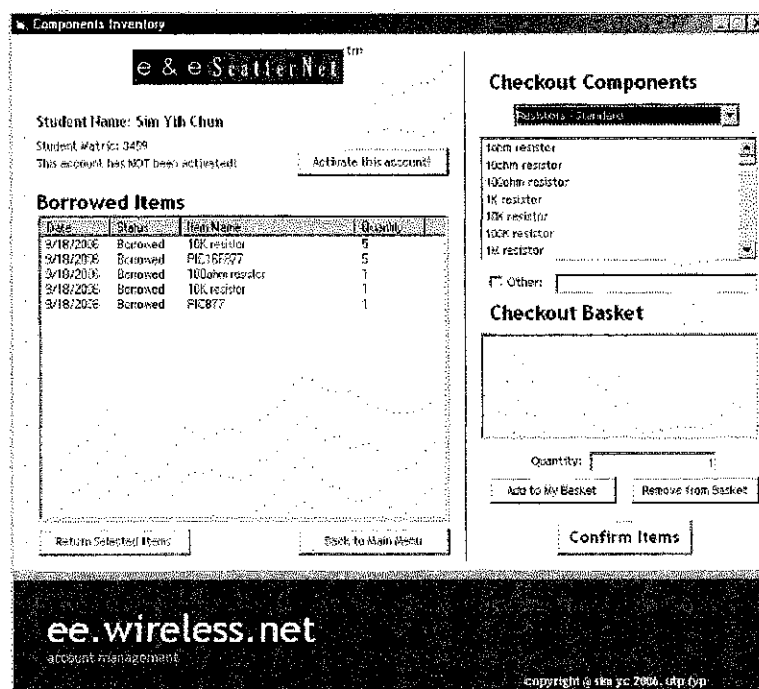 Components Inventory
e & e ScatterNet tm
Student Name: Sim Yih Chun
Student Matric: 3459
This account has NOT been activated!
Activate this account!
Borrowed Items
Date Status Item Name Quantity
9/18/2006 Borrowed 10K resistor 5
9/18/2006 Borrowed PIC16F877 5
9/18/2006 Borrowed 100ohm resistor 1
9/18/2006 Borrowed 10K resistor 1
9/18/2006 Borrowed PIC877 1
Return Selected Items
Back to Main Menu
Checkout Components
Resistors - Standard
1ohm resistor
10ohm resistor
100ohm resistor
1K resistor
10K resistor
100K resistor
1M resistor
Other:
Checkout Basket
Quantity: 1
Add to My Basket
Remove from Basket
Confirm Items
ee.wireless.net
account management
copyright @ sim yc 2006, utp fyp